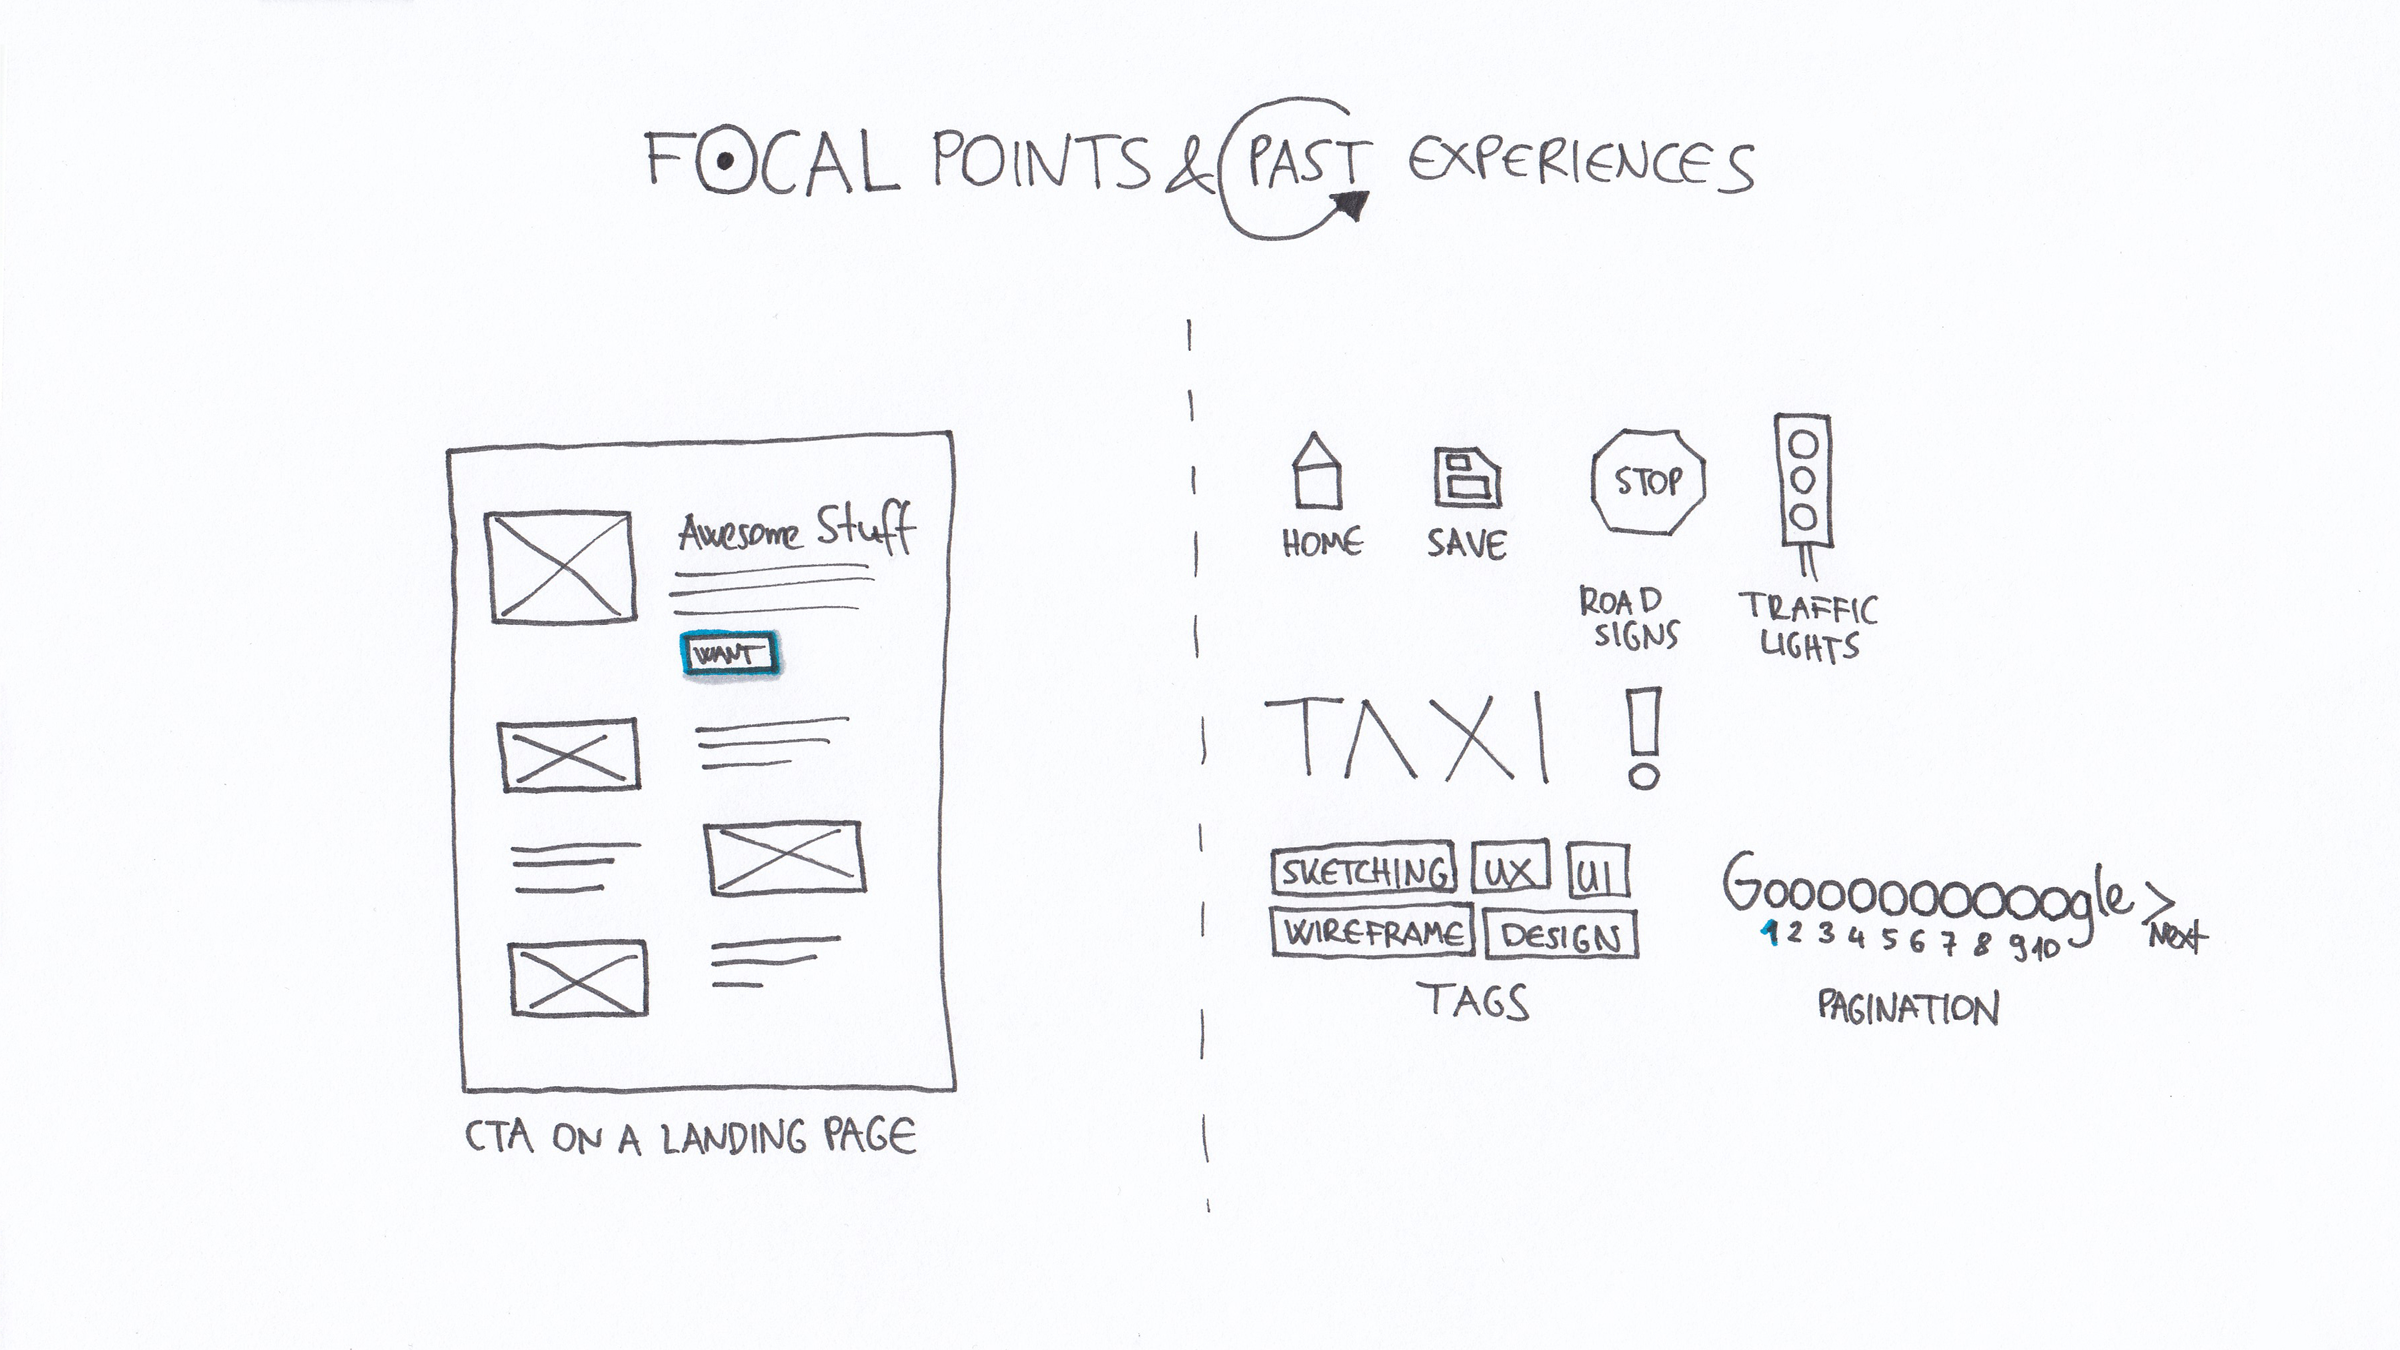 FOCAL POINTS & PAST EXPERIENCES
Awesome Stuff
WANT
CTA ON A LANDING PAGE
STOP
HOME
SAVE
ROAD
SIGNS
TRAFFIC
LIGHTS
TAXI !
SKETCHING UX UI
WIREFRAME DESIGN
TAGS
Goooooooooogle >
1 2 3 4 5 6 7 8 9 10 Next
PAGINATION